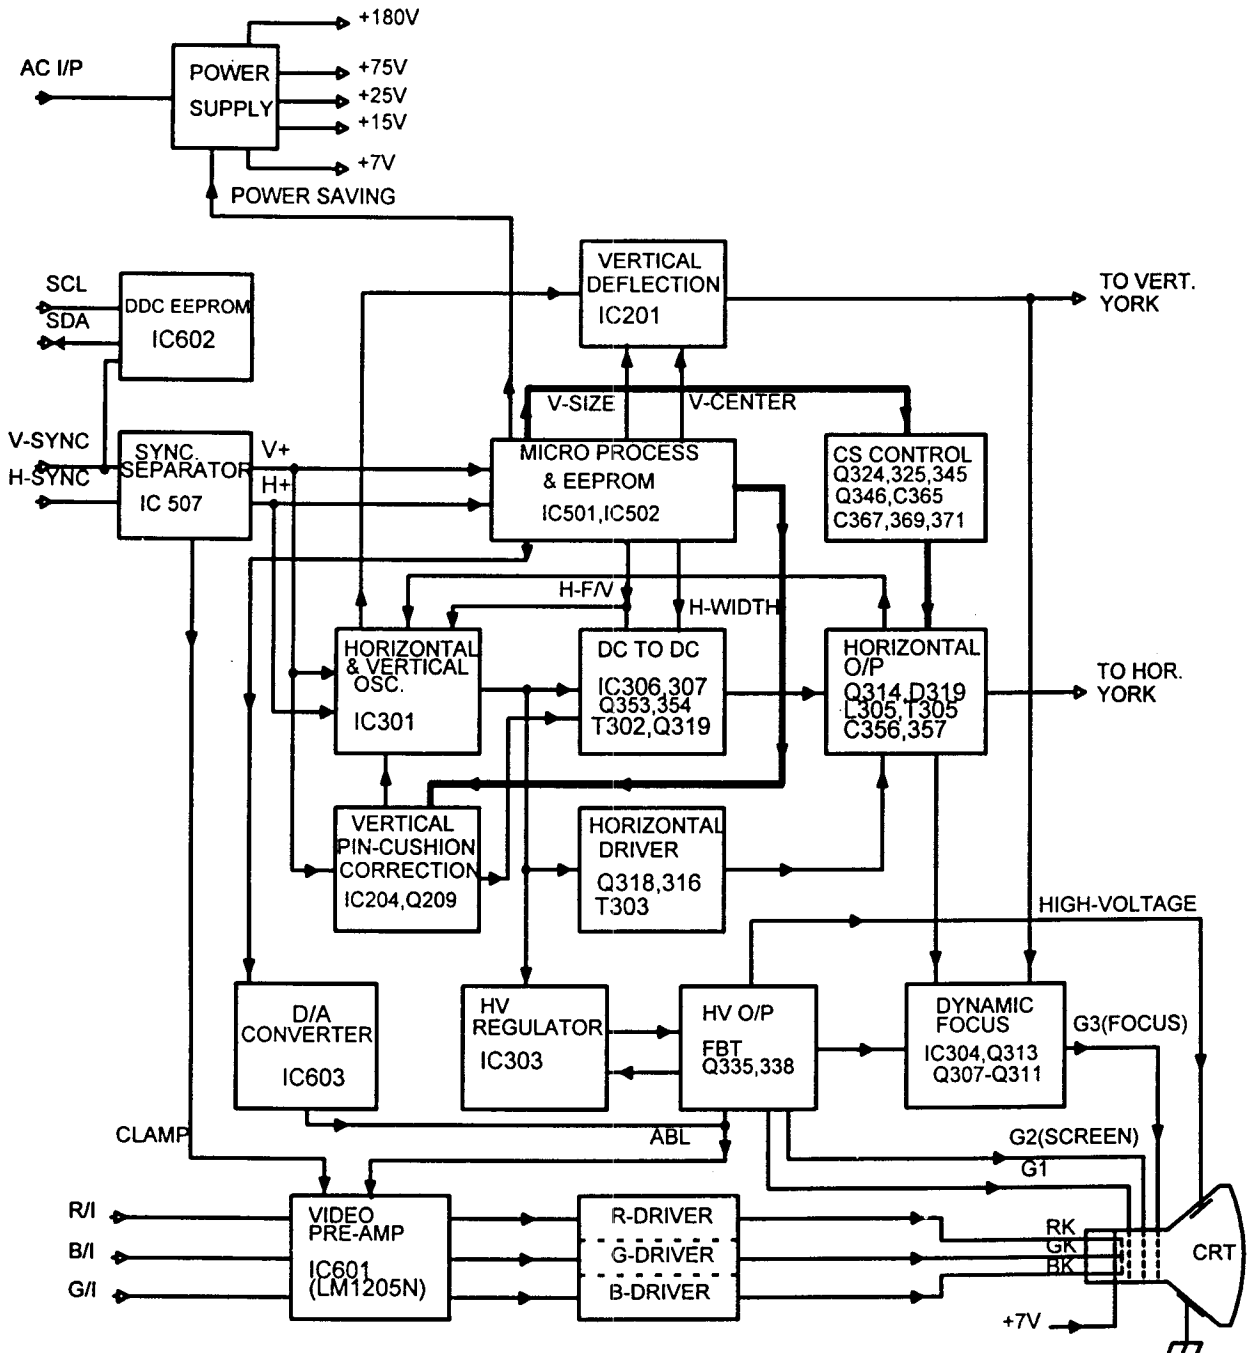 +180V
POWER
SUPPLY
AC I/P
+75V
+25V
+15V
+7V
POWER SAVING
VERTICAL
DEFLECTION
IC201
TO VERT.
YORK
SCL
SDA
DDC EEPROM
IC602
V-SIZE
V-CENTER
V-SYNC
H-SYNC
SYNC.
SEPARATOR
IC 507
V+
H+
MICRO PROCESS
& EEPROM
IC501,IC502
CS CONTROL
Q324,325,345
Q346,C365
C367,369,371
H-F/V
H-WIDTH
HORIZONTAL
& VERTICAL
OSC.
IC301
DC TO DC
IC306,307
Q353,354
T302,Q319
HORIZONTAL
O/P
Q314,D319
L305,T305
C356,357
TO HOR.
YORK
VERTICAL
PIN-CUSHION
CORRECTION
IC204,Q209
HORIZONTAL
DRIVER
Q318,316
T303
HIGH-VOLTAGE
D/A
CONVERTER
IC603
HV
REGULATOR
IC303
HV O/P
FBT
Q335,338
DYNAMIC
FOCUS
IC304,Q313
Q307-Q311
G3(FOCUS)
CLAMP
ABL
G2(SCREEN)
G1
R/I
B/I
G/I
VIDEO
PRE-AMP
IC601
(LM1205N)
R-DRIVER
G-DRIVER
B-DRIVER
RK
GK
BK
CRT
+7V